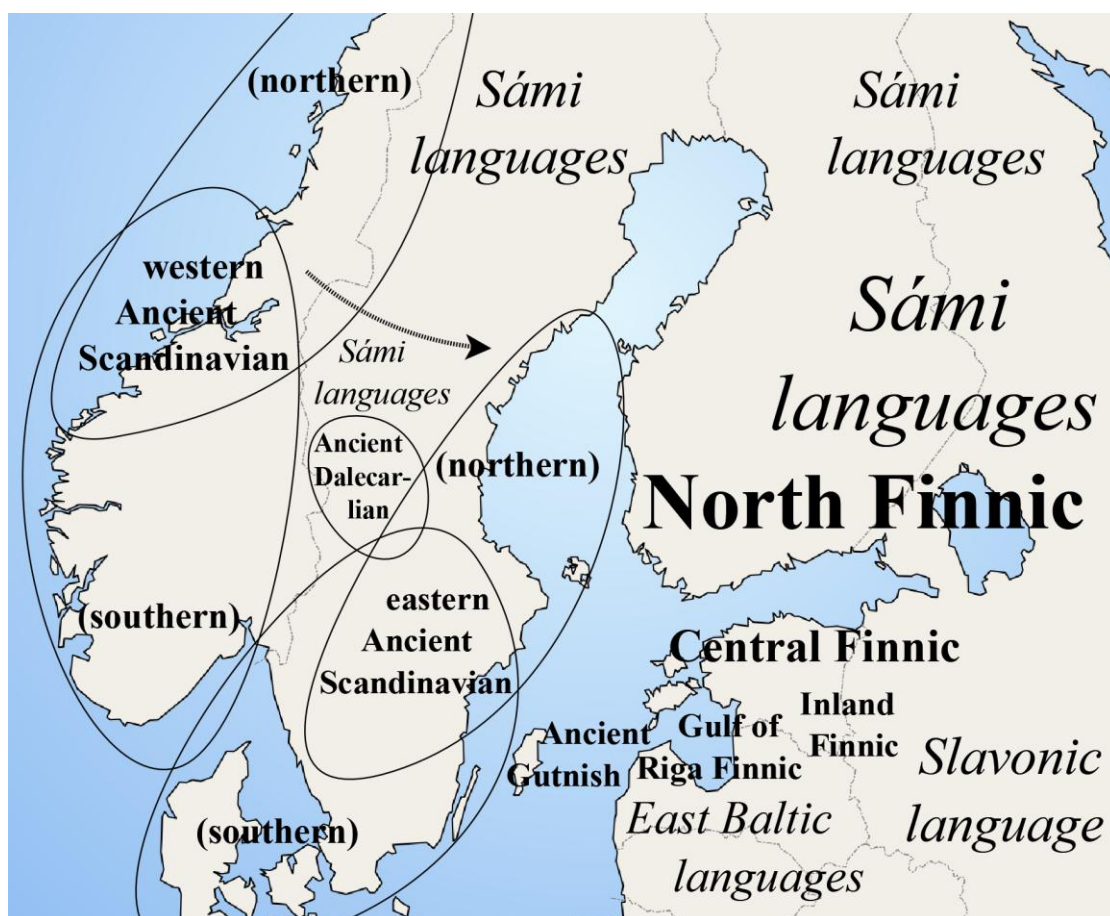 (northern)
Sámi
languages
Sámi
languages
western
Ancient
Scandinavian
Sámi
languages
Sámi
languages
Ancient
Dalecar-
lian
(northern)
North Finnic
(southern)
eastern
Ancient
Scandinavian
Central Finnic
Ancient
Gutnish
Gulf of
Riga Finnic
Inland
Finnic
Slavonic
language
East Baltic
languages
(southern)